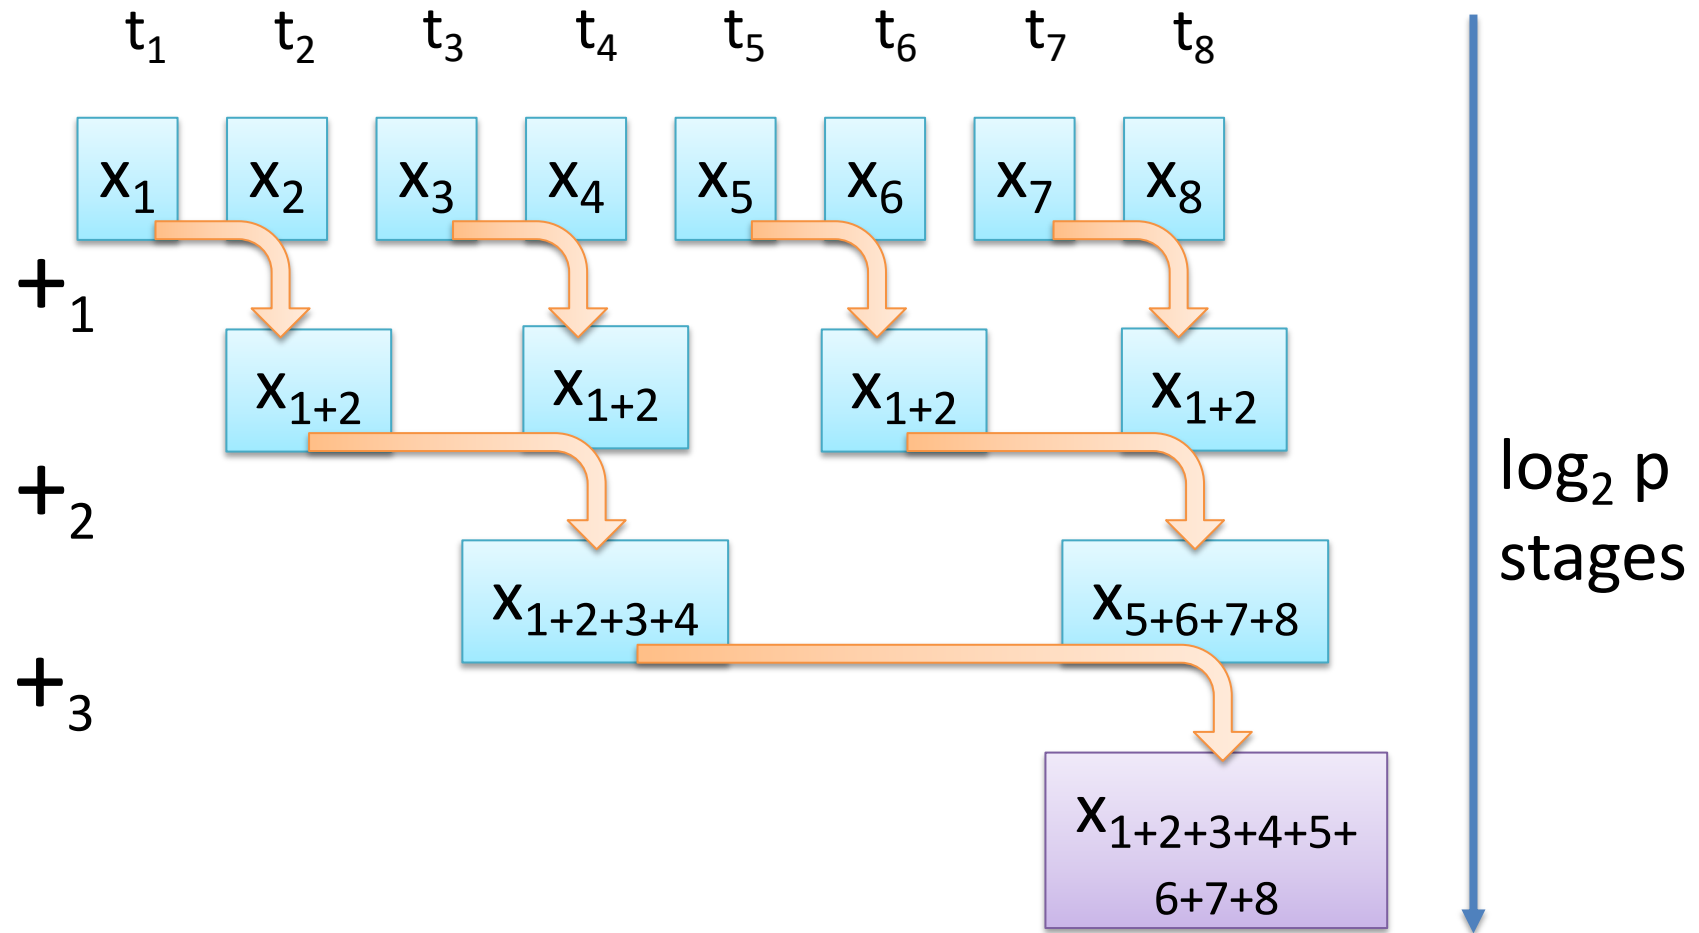 t₁ t₂ t₃ t₄ t₅ t₆ t₇ t₈
x₁ x₂ x₃ x₄ x₅ x₆ x₇ x₈
+₁
x₁₊₂ x₁₊₂ x₁₊₂ x₁₊₂
+₂
log₂ p
stages
x₁₊₂₊₃₊₄ x₅₊₆₊₇₊₈
+₃
x₁₊₂₊₃₊₄₊₅₊
₆₊₇₊₈